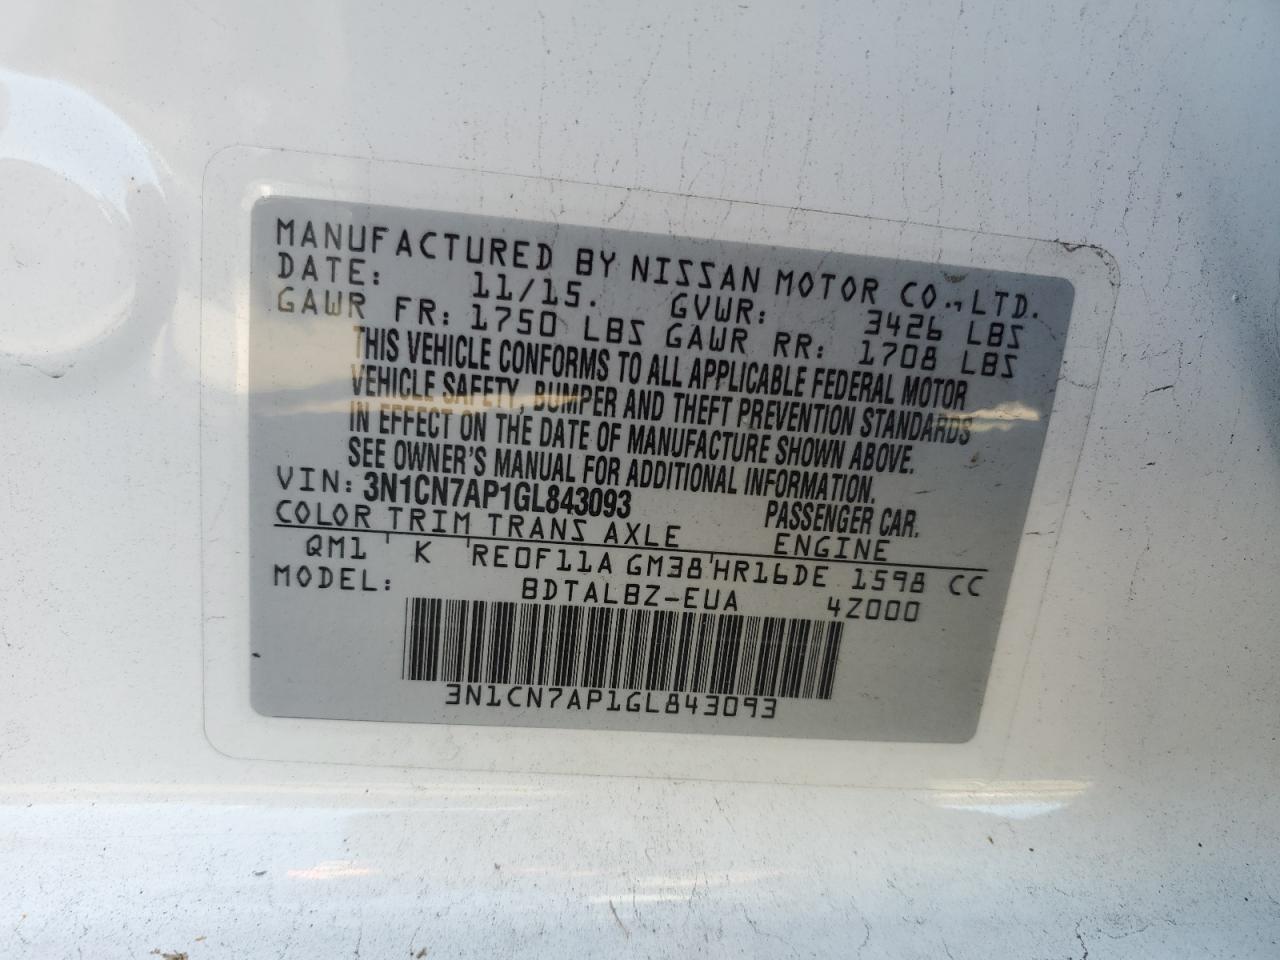 MANUFACTURED BY NISSAN MOTOR CO., LTD.
DATE: 11/15. GVWR: 3426 LBS
GAWR FR: 1750 LBS GAWR RR: 1708 LBS
THIS VEHICLE CONFORMS TO ALL APPLICABLE FEDERAL MOTOR
VEHICLE SAFETY, BUMPER AND THEFT PREVENTION STANDARDS
IN EFFECT ON THE DATE OF MANUFACTURE SHOWN ABOVE.
SEE OWNER'S MANUAL FOR ADDITIONAL INFORMATION.
VIN: 3N1CN7AP1GL843093 PASSENGER CAR.
COLOR TRIM TRANS AXLE ENGINE
QM1 K RE0F11A GM38 HR16DE 1598 CC
MODEL: BDTALBZ-EUA 4Z000
3N1CN7AP1GL843093